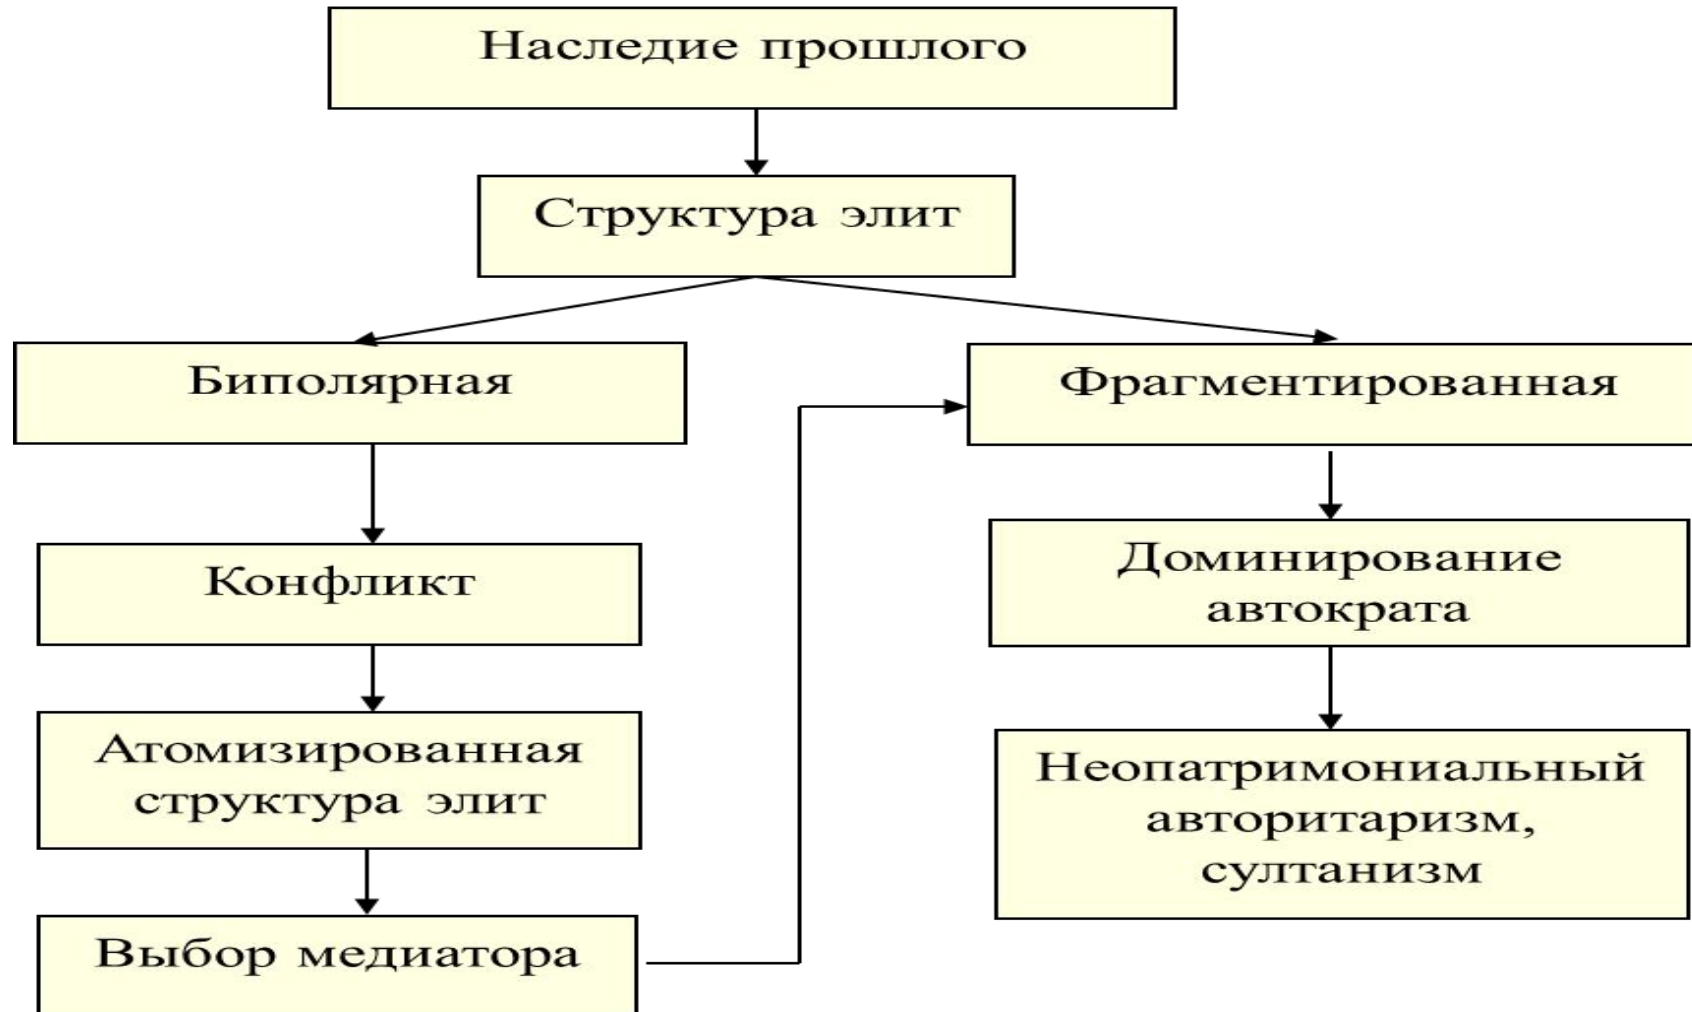 Наследие прошлого
Структура элит
Биполярная
Фрагментированная
Конфликт
Доминирование
автократа
Атомизированная
структура элит
Неопатримониальный
авторитаризм,
султанизм
Выбор медиатора